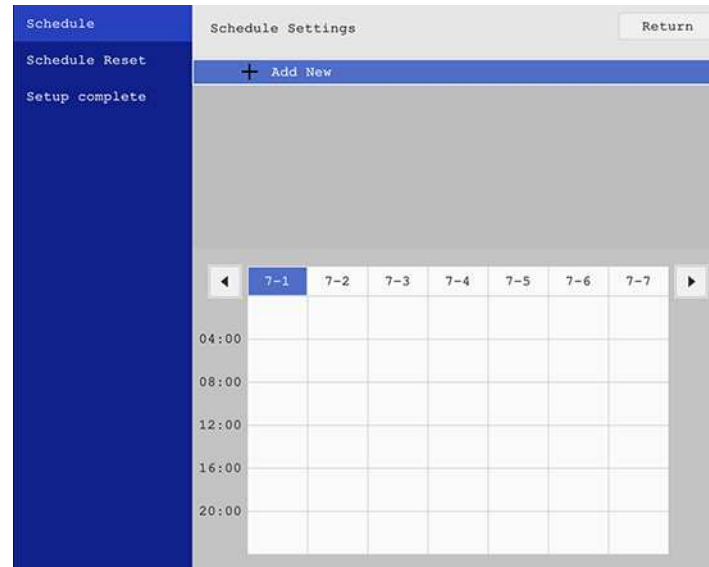 Schedule
Schedule Reset
Setup complete
Schedule Settings
Return
+ Add New
7-1 7-2 7-3 7-4 7-5 7-6 7-7
04:00
08:00
12:00
16:00
20:00